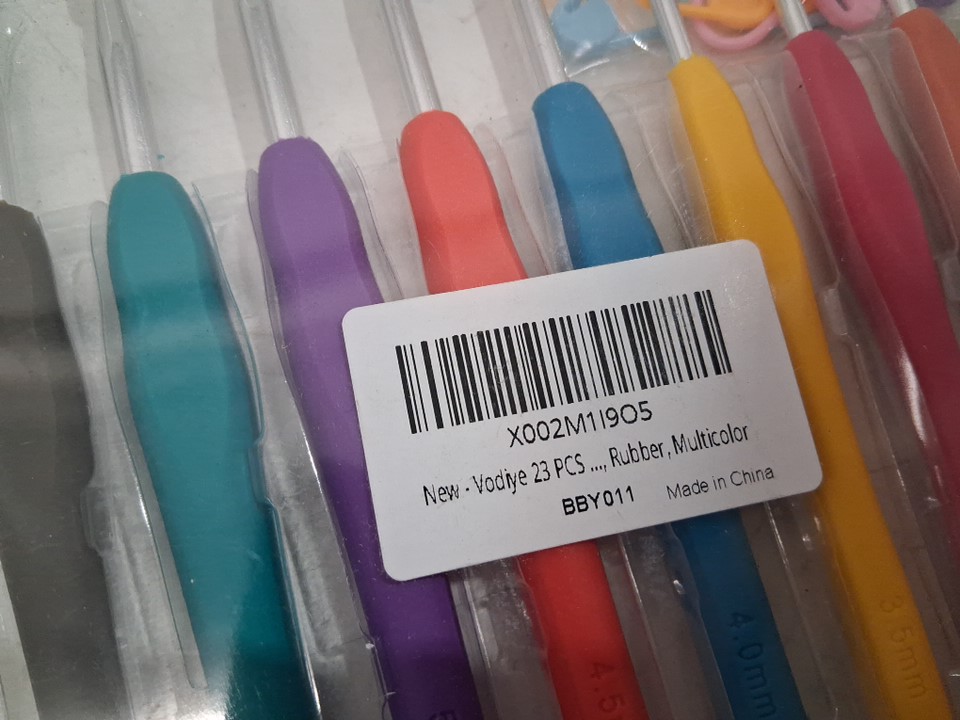 X002M1I9O5
New - Vodiye 23 PCS ..., Rubber, Multicolor
BBY011 Made in China
4.5
4.0mm
3.5mm